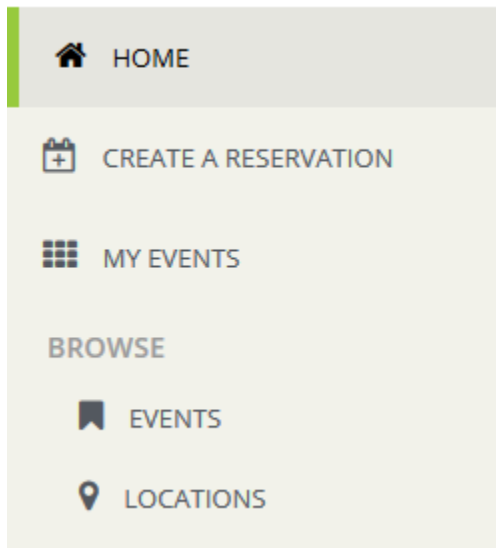 HOME
CREATE A RESERVATION
MY EVENTS
BROWSE
EVENTS
LOCATIONS